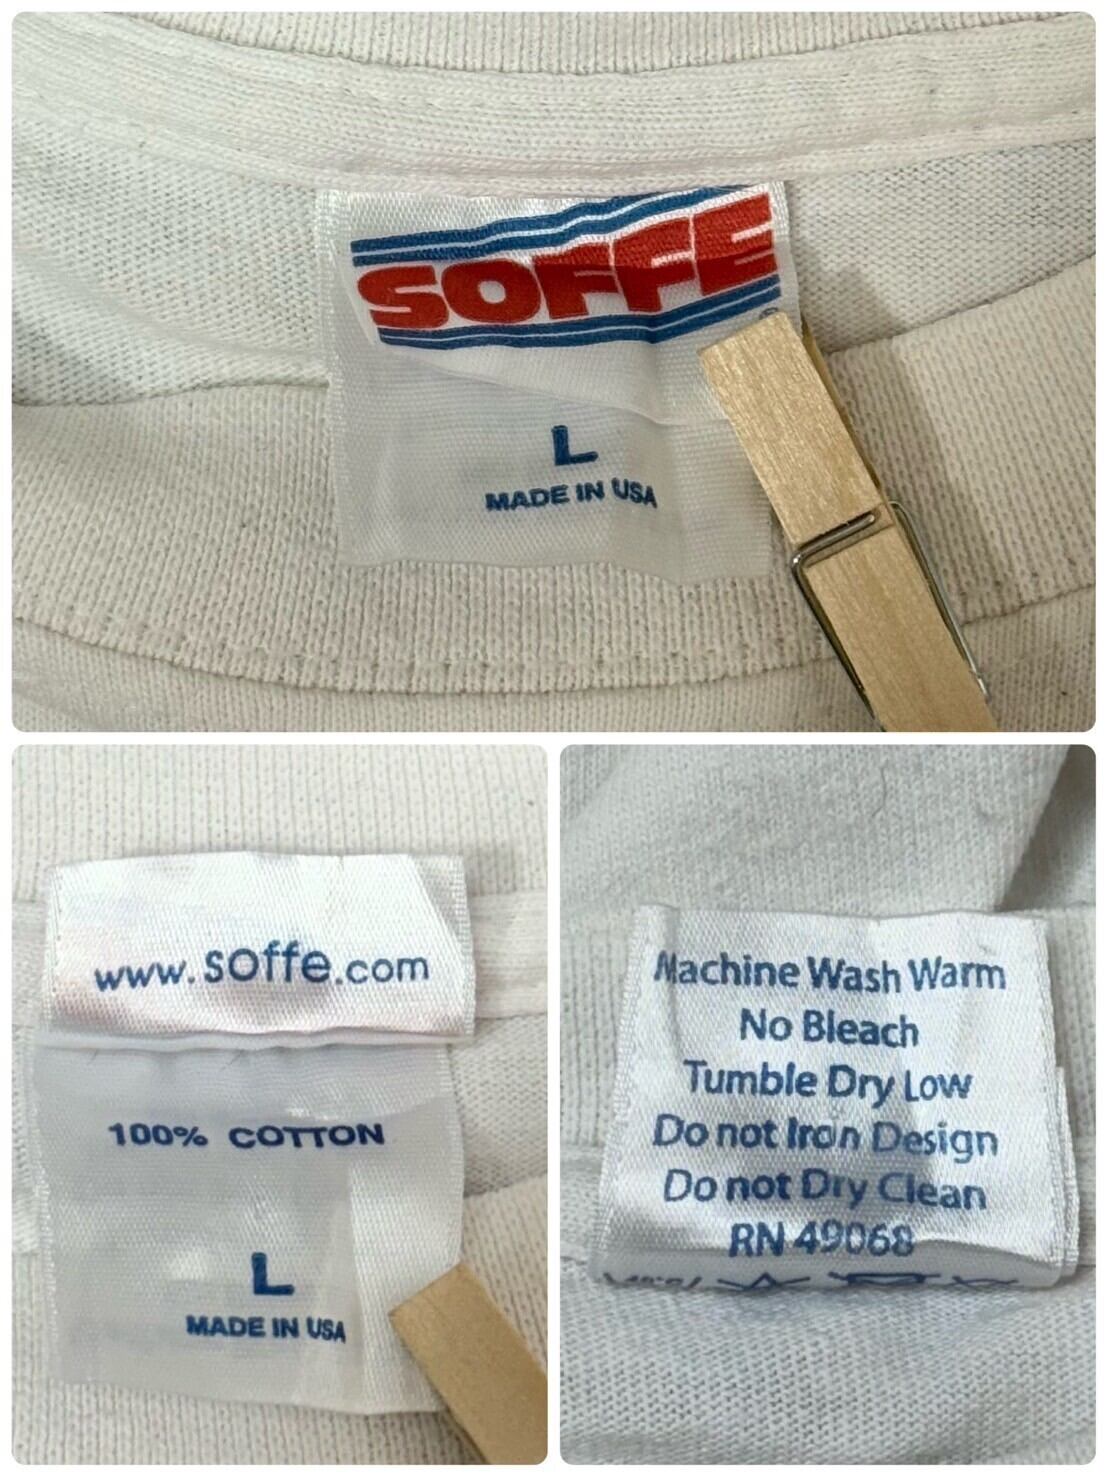 SOFFE
®
L
MADE IN USA
www.soffe.com
100% COTTON
L
MADE IN USA
Machine Wash Warm
No Bleach
Tumble Dry Low
Do not Iron Design
Do not Dry Clean
RN 49068